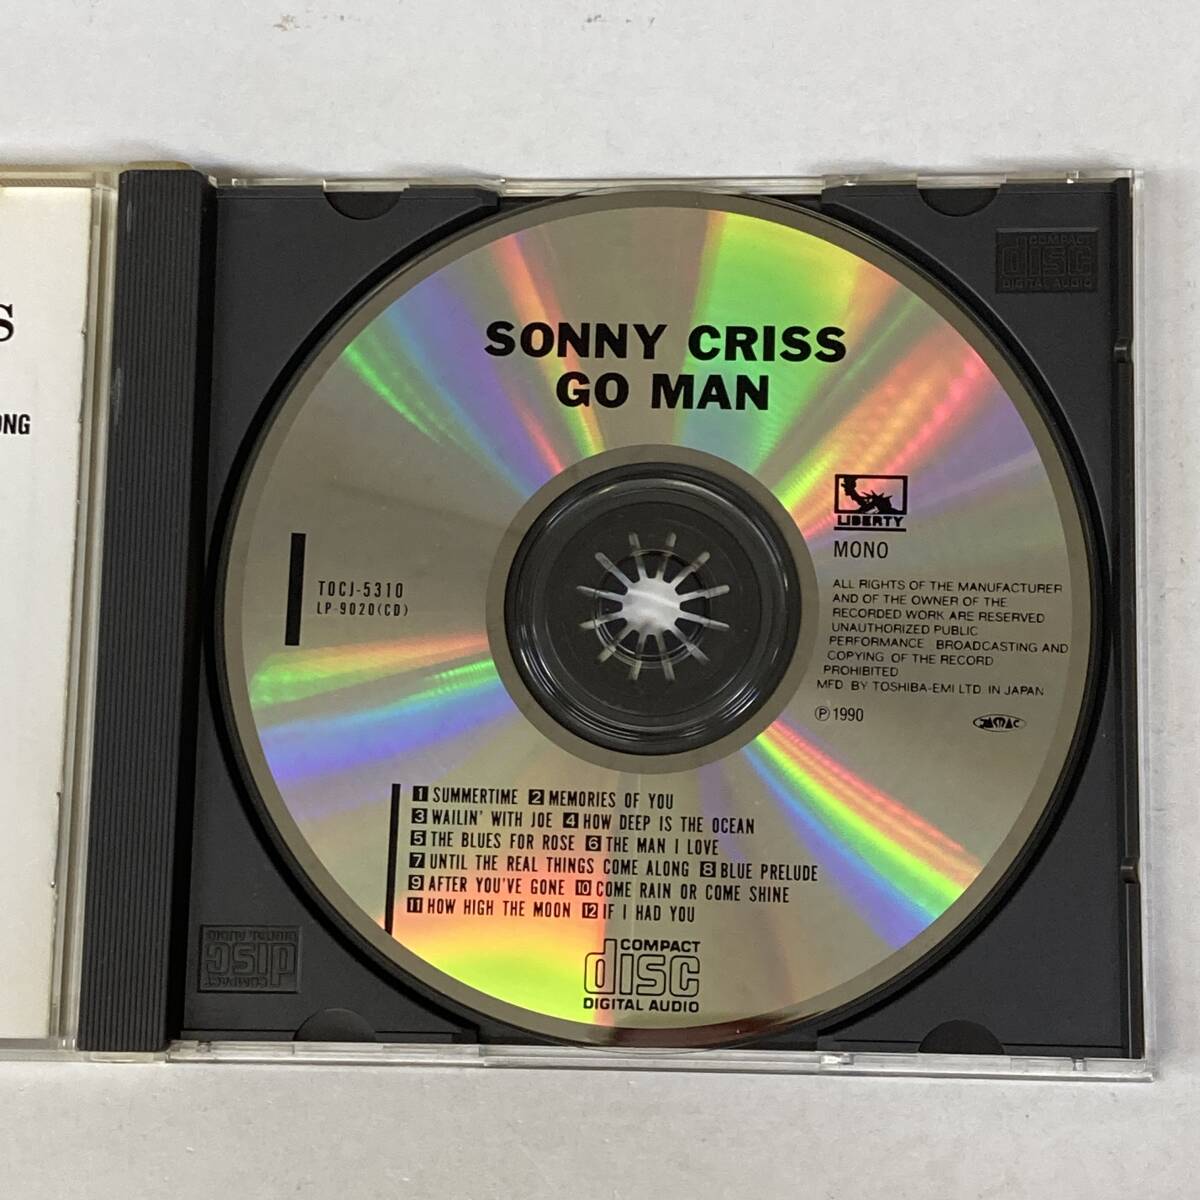 S
ONG
SONNY CRISS
GO MAN
LIBERTY
MONO
TOCJ-5310
LP-9020(CD)
ALL RIGHTS OF THE MANUFACTURER
AND OF THE OWNER OF THE
RECORDED WORK ARE RESERVED
UNAUTHORIZED PUBLIC
PERFORMANCE BROADCASTING AND
COPYING OF THE RECORD
PROHIBITED
MFD. BY TOSHIBA-EMI LTD. IN JAPAN
Ⓟ 1990
JASRAC
1 SUMMERTIME 2 MEMORIES OF YOU
3 WAILIN' WITH JOE 4 HOW DEEP IS THE OCEAN
5 THE BLUES FOR ROSE 6 THE MAN I LOVE
7 UNTIL THE REAL THINGS COME ALONG 8 BLUE PRELUDE
9 AFTER YOU'VE GONE 10 COME RAIN OR COME SHINE
11 HOW HIGH THE MOON 12 IF I HAD YOU
COMPACT
disc
DIGITAL AUDIO
COMPACT
disc
DIGITAL AUDIO
COMPACT
disc
DIGITAL AUDIO